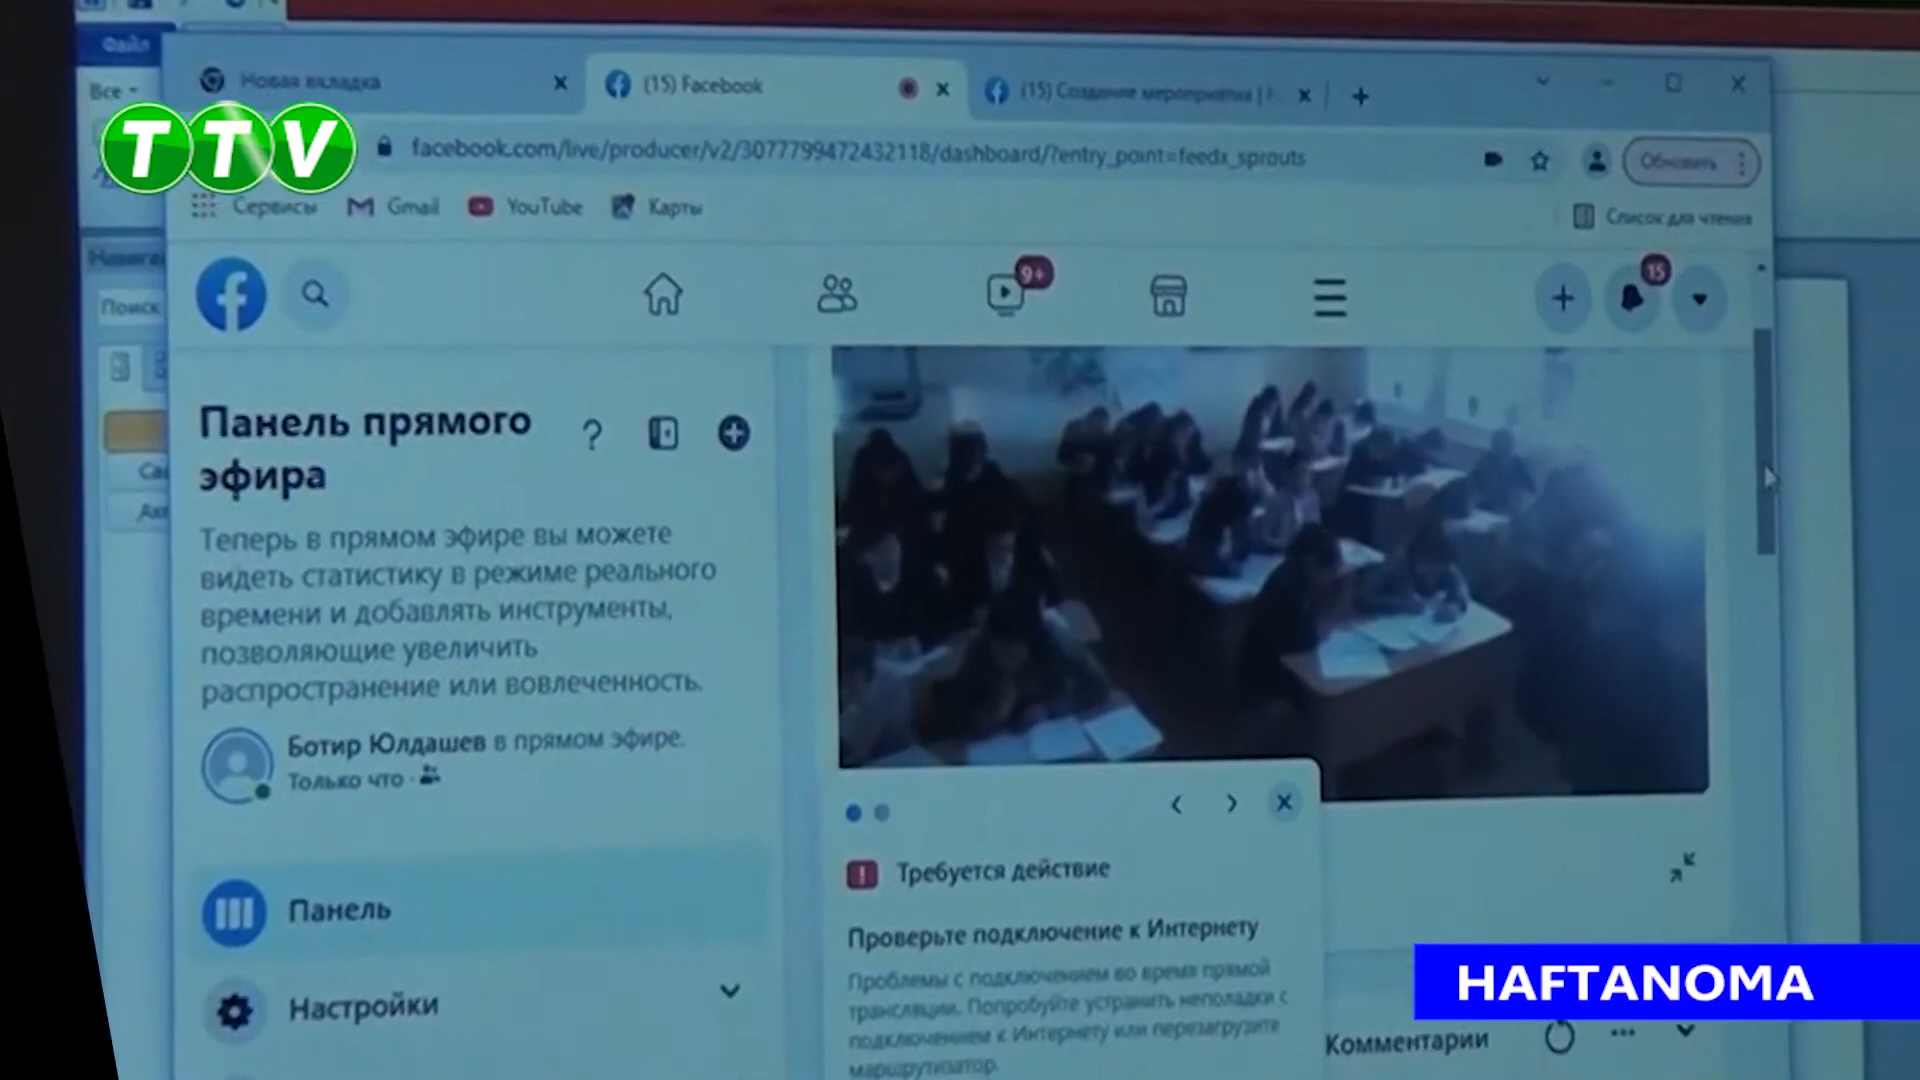 Файл
Новая вкладка
(15) Facebook
(15) Создание мероприятия |
Все
TTV
facebook.com/live/producer/v2/3077799472432118/dashboard/?entry_point=feedx_sprouts
Обновить
Сервисы
Gmail
YouTube
Карты
Список для чтения
Поиск
9+
15
Панель прямого
эфира
?
Теперь в прямом эфире вы можете
видеть статистику в режиме реального
времени и добавлять инструменты,
позволяющие увеличить
распространение или вовлеченность.
Ботир Юлдашев в прямом эфире.
Только что ·
Панель
Настройки
Требуется действие
Проверьте подключение к Интернету
Проблемы с подключением во время прямой
трансляции. Попробуйте устранить неполадки с
подключением к Интернету или перезагрузите
маршрутизатор.
Комментарии
HAFTANOMA